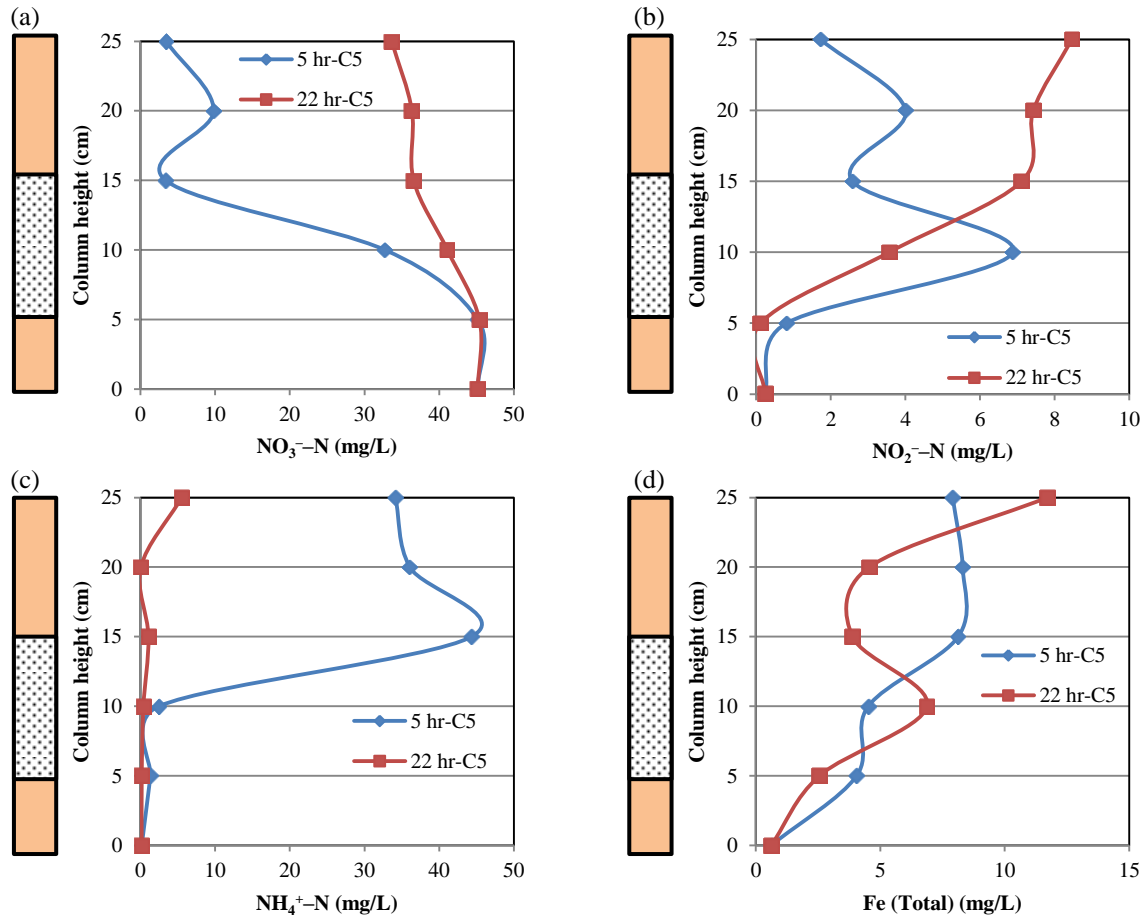 (a)
Column height (cm)
25
20
15
10
5
0
5 hr-C5
22 hr-C5
0 10 20 30 40 50
NO₃⁻–N (mg/L)
(b)
Column height (cm)
25
20
15
10
5
0
5 hr-C5
22 hr-C5
0 2 4 6 8 10
NO₂⁻–N (mg/L)
(c)
Column height (cm)
25
20
15
10
5
0
5 hr-C5
22 hr-C5
0 10 20 30 40 50
NH₄⁺–N (mg/L)
(d)
Column height (cm)
25
20
15
10
5
0
5 hr-C5
22 hr-C5
0 5 10 15
Fe (Total) (mg/L)